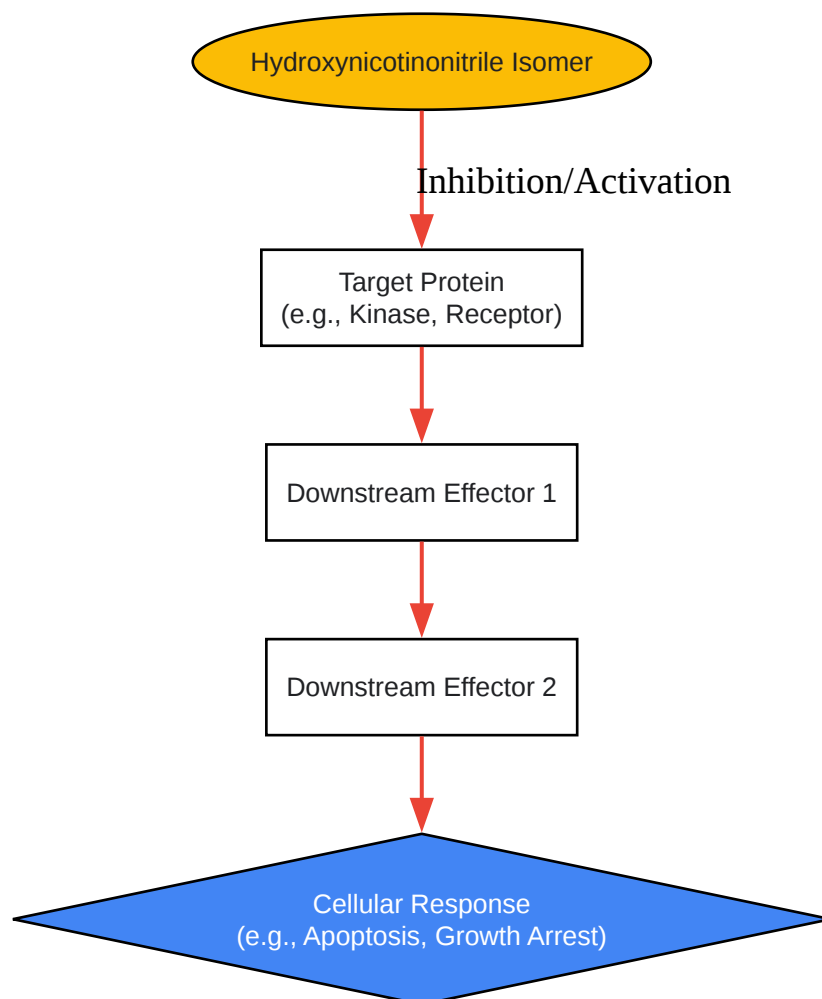 Hydroxynicotinonitrile Isomer
Inhibition/Activation
Target Protein
(e.g., Kinase, Receptor)
Downstream Effector 1
Downstream Effector 2
Cellular Response
(e.g., Apoptosis, Growth Arrest)